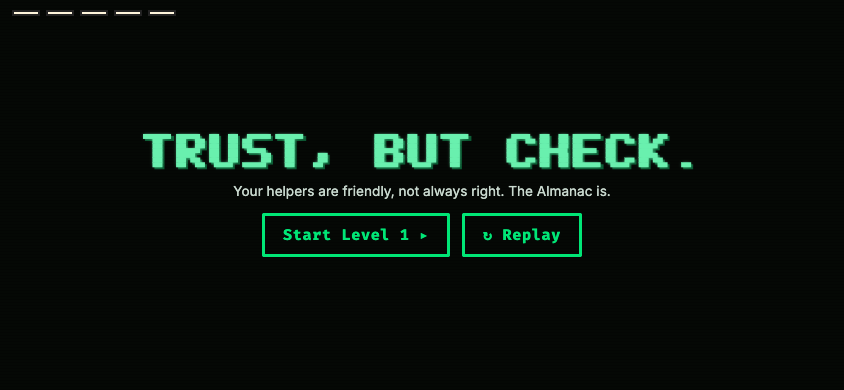 TRUST, BUT CHECK.
Your helpers are friendly, not always right. The Almanac is.
Start Level 1 ▸
↻ Replay